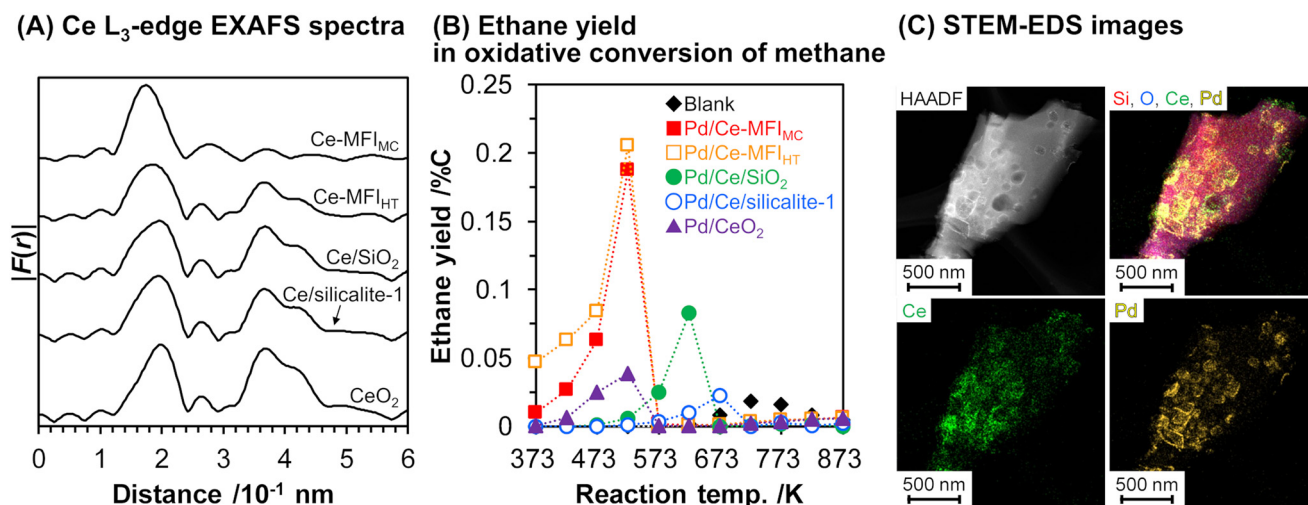 (A) Ce L₃-edge EXAFS spectra
|F(r)|
Ce-MFI_MC
Ce-MFI_HT
Ce/SiO₂
Ce/silicalite-1
CeO₂
0 1 2 3 4 5 6
Distance /10⁻¹ nm
(B) Ethane yield
in oxidative conversion of methane
Ethane yield /%C
0.25
0.2
0.15
0.1
0.05
0
Blank
Pd/Ce-MFI_MC
Pd/Ce-MFI_HT
Pd/Ce/SiO₂
Pd/Ce/silicalite-1
Pd/CeO₂
373 473 573 673 773 873
Reaction temp. /K
(C) STEM-EDS images
HAADF
500 nm
Si, O, Ce, Pd
500 nm
Ce
500 nm
Pd
500 nm